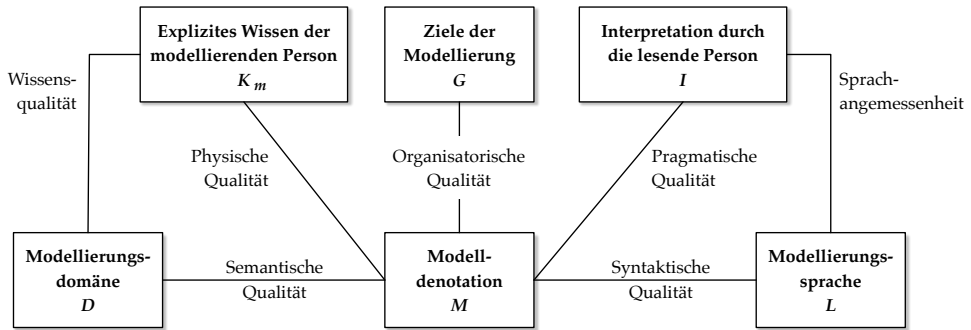 Explizites Wissen der
modellierenden Person
K m
Ziele der
Modellierung
G
Interpretation durch
die lesende Person
I
Wissens-
qualität
Sprach-
angemessenheit
Physische
Qualität
Organisatorische
Qualität
Pragmatische
Qualität
Modellierungs-
domäne
D
Semantische
Qualität
Modell-
denotation
M
Syntaktische
Qualität
Modellierungs-
sprache
L